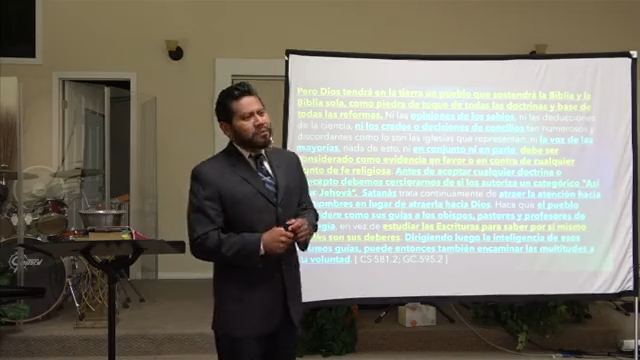 Pero Dios tendrá en la tierra un pueblo que sostendrá la Biblia y la
Biblia sola, como piedra de toque de todas las doctrinas y base de
todas las reformas. Ni las opiniones de los sabios, ni las deducciones
de la ciencia, ni los credos o decisiones de concilios tan numerosos y
discordantes como lo son las iglesias que representan, ni la voz de las
mayorías, nada de esto, ni en conjunto ni en parte, debe ser
considerado como evidencia en favor o en contra de cualquier
punto de fe religiosa. Antes de aceptar cualquier doctrina o
debemos cerciorarnos de si los autoriza un categórico "Así
Jehová". Satanás trata continuamente de atraer la atención hacia
hombres en lugar de atraerla hacia Dios. Hace que el pueblo
como sus guías a los obispos, pastores y profesores de
en vez de estudiar las Escrituras para saber por sí mismo
son sus deberes. Dirigiendo luego la inteligencia de esos
guías, puede entonces también encaminar las multitudes a
su voluntad. { CS 581.2; GC 595.2 }